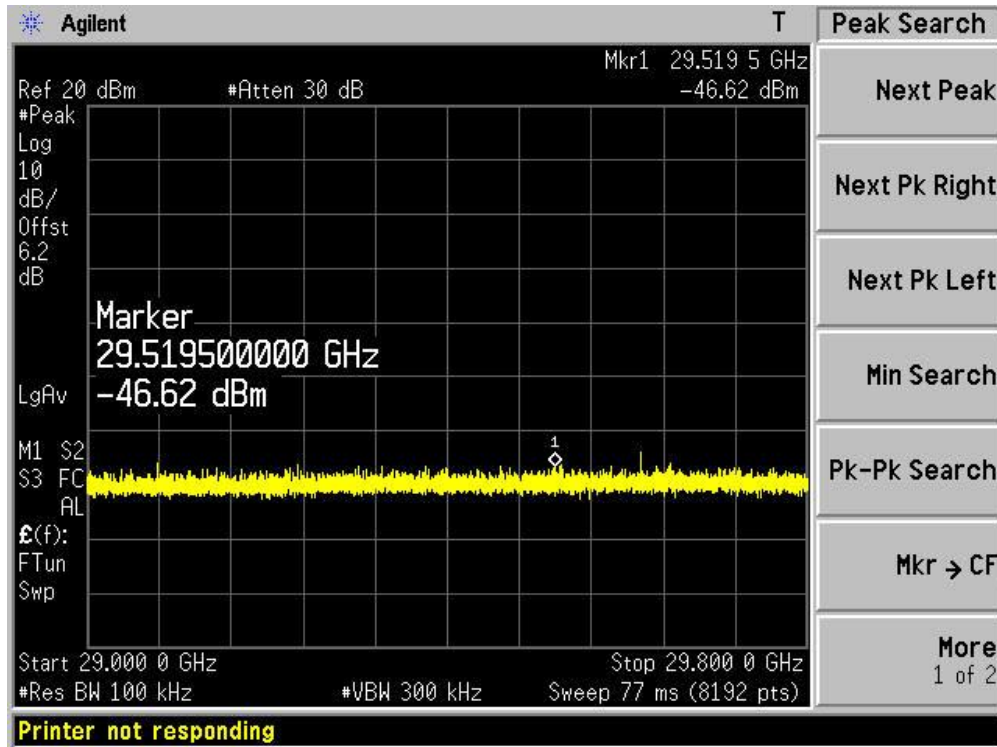 Agilent T Peak Search
Mkr1 29.519 5 GHz
Ref 20 dBm #Atten 30 dB -46.62 dBm
#Peak
Log
10
dB/
Offst
6.2
dB
Marker
29.519500000 GHz
-46.62 dBm
LgAv
1
M1 S2
S3 FC
AL
£(f):
FTun
Swp
Start 29.000 0 GHz Stop 29.800 0 GHz
#Res BW 100 kHz #VBW 300 kHz Sweep 77 ms (8192 pts)
Printer not responding
Next Peak
Next Pk Right
Next Pk Left
Min Search
Pk-Pk Search
Mkr → CF
More
1 of 2